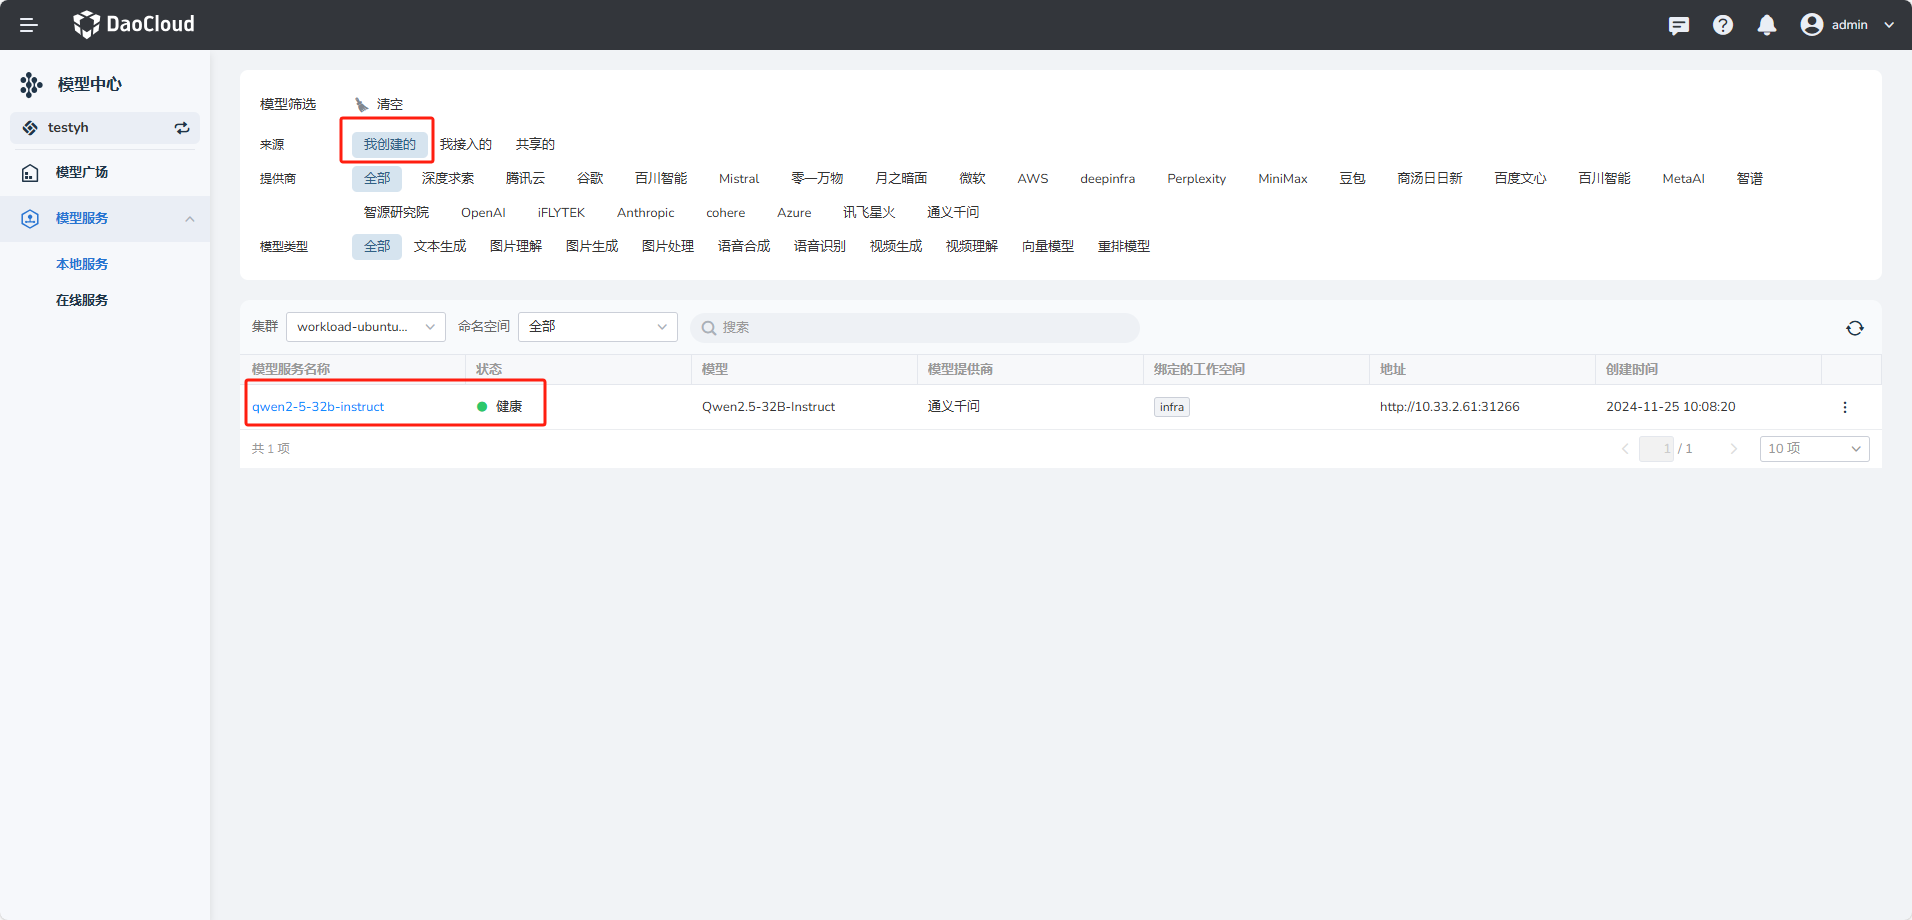 DaoCloud
admin
模型中心
testyh
模型广场
模型服务
本地服务
在线服务
模型筛选 清空
来源 我创建的 我接入的 共享的
提供商 全部 深度求索 腾讯云 谷歌 百川智能 Mistral 零一万物 月之暗面 微软 AWS deepinfra Perplexity MiniMax 豆包 商汤日日新 百度文心 百川智能 MetaAI 智谱
智源研究院 OpenAI iFLYTEK Anthropic cohere Azure 讯飞星火 通义千问
模型类型 全部 文本生成 图片理解 图片生成 图片处理 语音合成 语音识别 视频生成 视频理解 向量模型 重排模型
集群 workload-ubuntu... 命名空间 全部 搜索
模型服务名称 状态 模型 模型提供商 绑定的工作空间 地址 创建时间
qwen2-5-32b-instruct 健康 Qwen2.5-32B-Instruct 通义千问 infra http://10.33.2.61:31266 2024-11-25 10:08:20
共 1 项 1 / 1 10 项